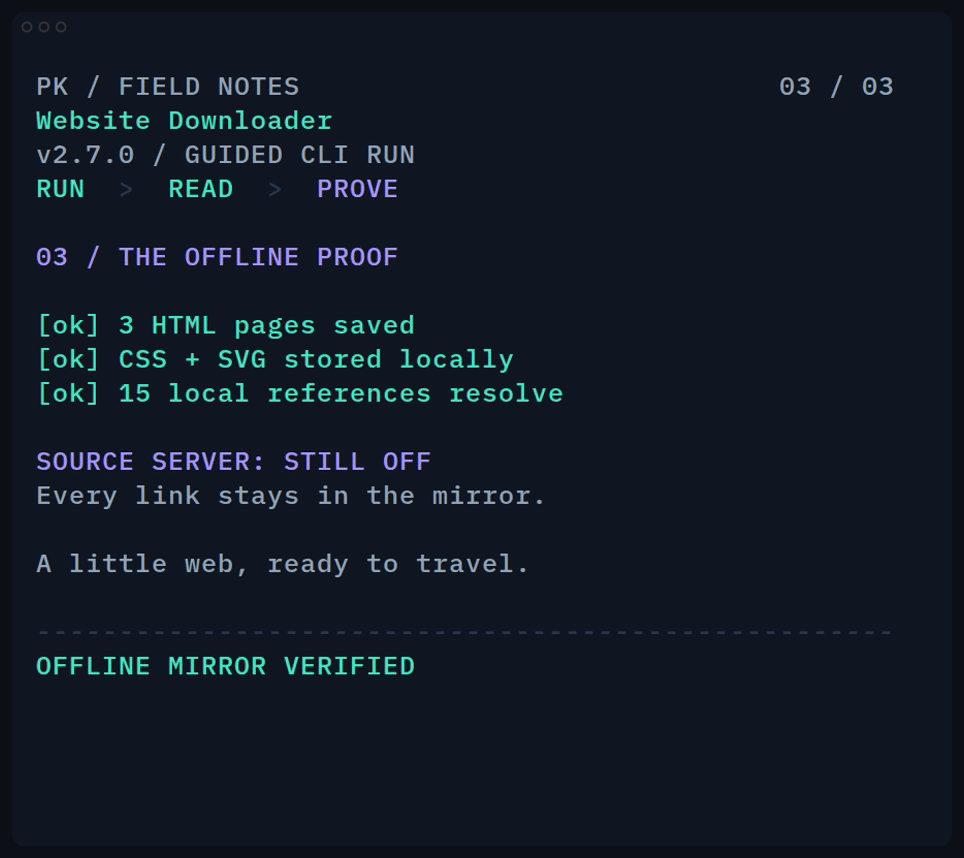 PK / FIELD NOTES 03 / 03
Website Downloader
v2.7.0 / GUIDED CLI RUN
RUN > READ > PROVE
03 / THE OFFLINE PROOF
[ok] 3 HTML pages saved
[ok] CSS + SVG stored locally
[ok] 15 local references resolve
SOURCE SERVER: STILL OFF
Every link stays in the mirror.
A little web, ready to travel.
----------------------------------------------------
OFFLINE MIRROR VERIFIED